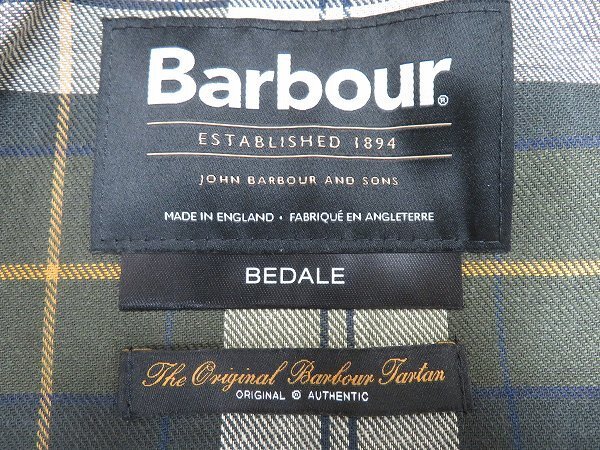 Barbour®
ESTABLISHED 1894
JOHN BARBOUR AND SONS
MADE IN ENGLAND · FABRIQUÉ EN ANGLETERRE
BEDALE
The Original Barbour Tartan
ORIGINAL ® AUTHENTIC